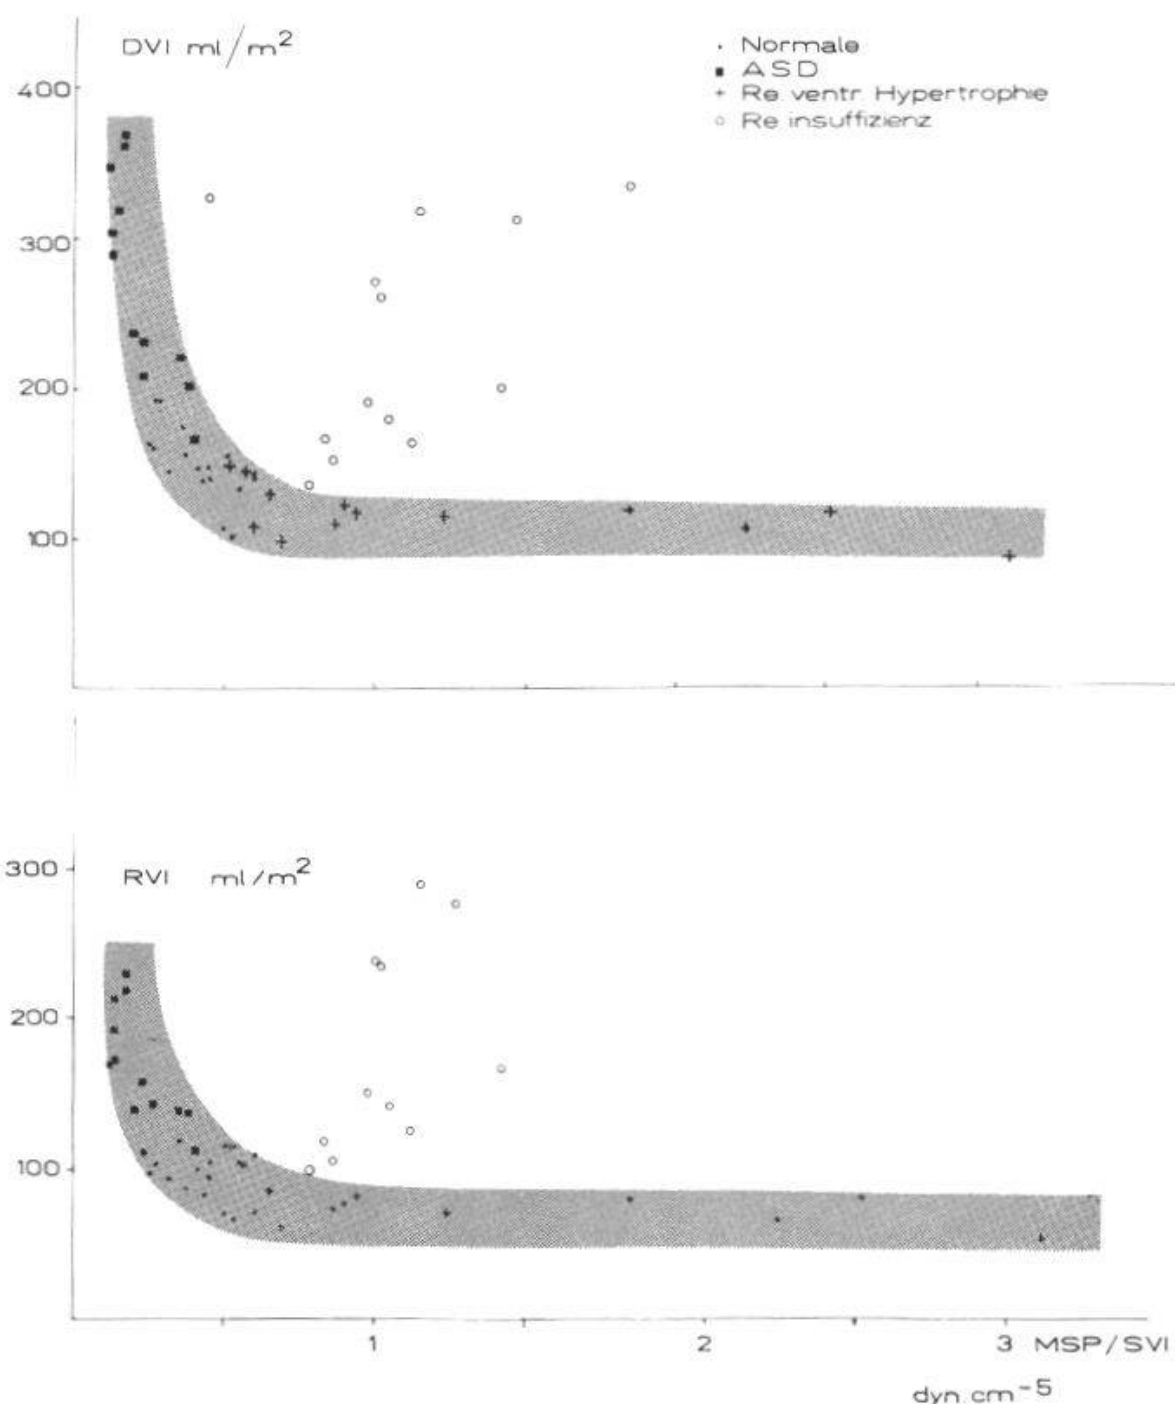 DVI ml/m²
· Normale
■ ASD
+ Re ventr Hypertrophie
○ Re insuffizienz
400
300
200
100
RVI ml/m²
300
200
100
1 2 3 MSP/SVI
dyn.cm⁻⁵